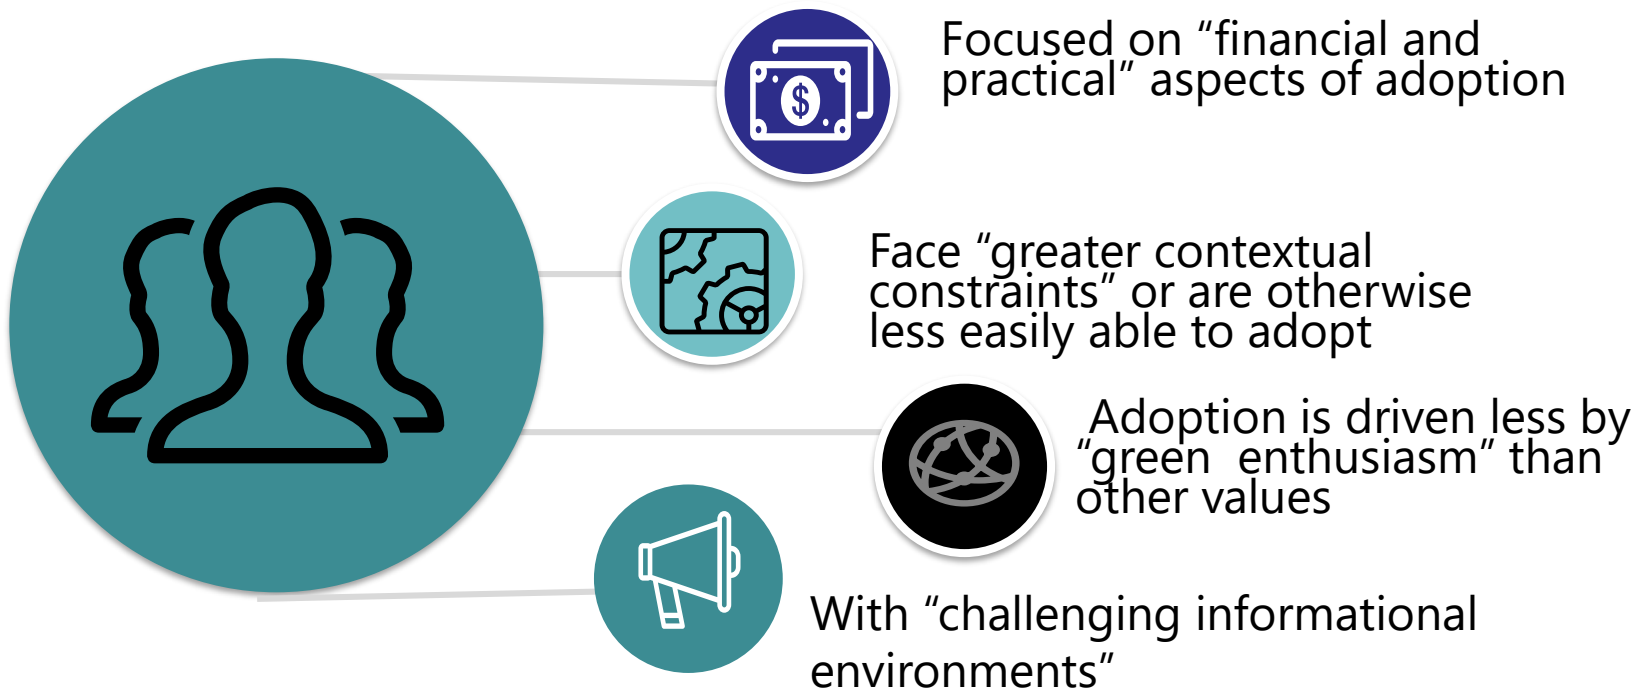 Focused on “financial and
practical” aspects of adoption
Face “greater contextual
constraints” or are otherwise
less easily able to adopt
Adoption is driven less by
“green  enthusiasm” than
other values
With “challenging informational
environments”
$